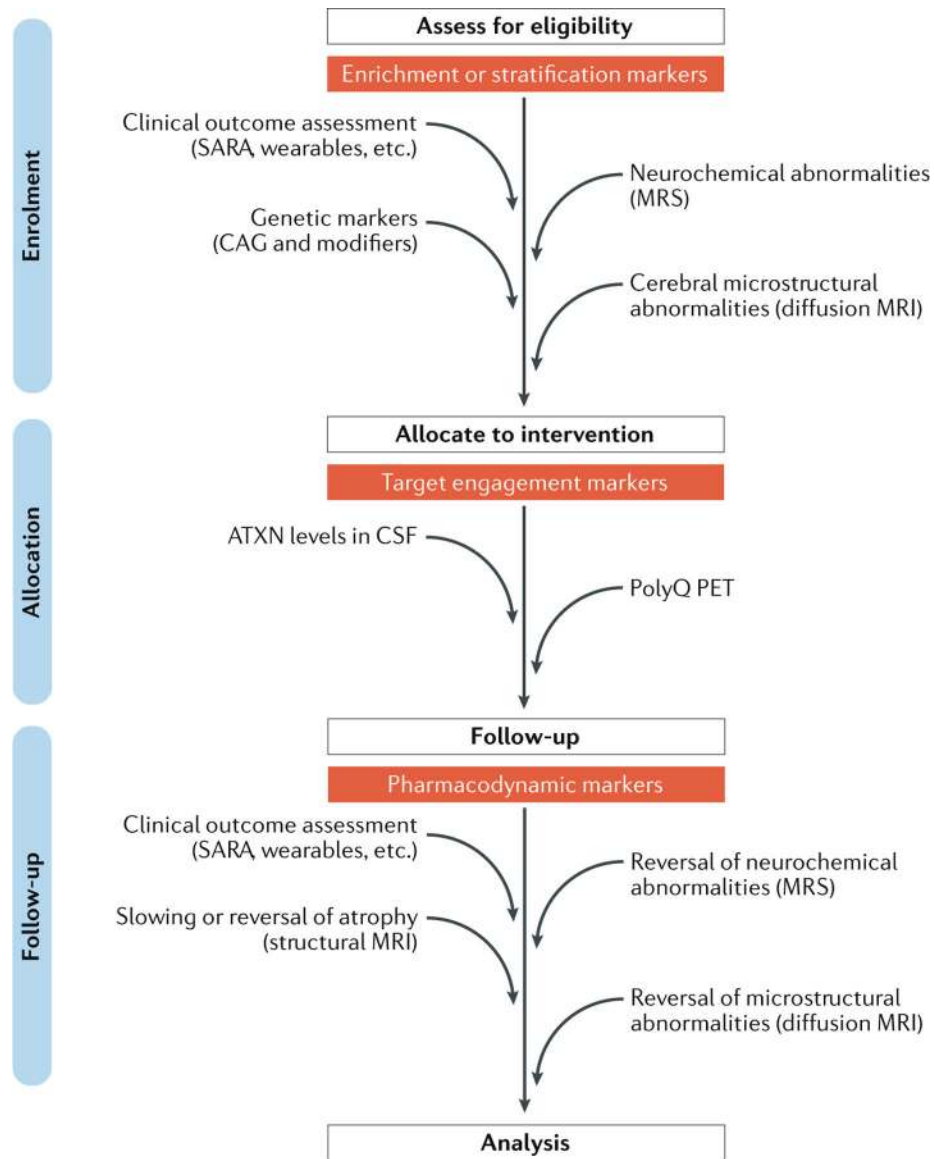 Enrolment
Assess for eligibility
Enrichment or stratification markers
Clinical outcome assessment
(SARA, wearables, etc.)
Neurochemical abnormalities
(MRS)
Genetic markers
(CAG and modifiers)
Cerebral microstructural
abnormalities (diffusion MRI)
Allocation
Allocate to intervention
Target engagement markers
ATXN levels in CSF
PolyQ PET
Follow-up
Follow-up
Pharmacodynamic markers
Clinical outcome assessment
(SARA, wearables, etc.)
Reversal of neurochemical
abnormalities (MRS)
Slowing or reversal of atrophy
(structural MRI)
Reversal of microstructural
abnormalities (diffusion MRI)
Analysis